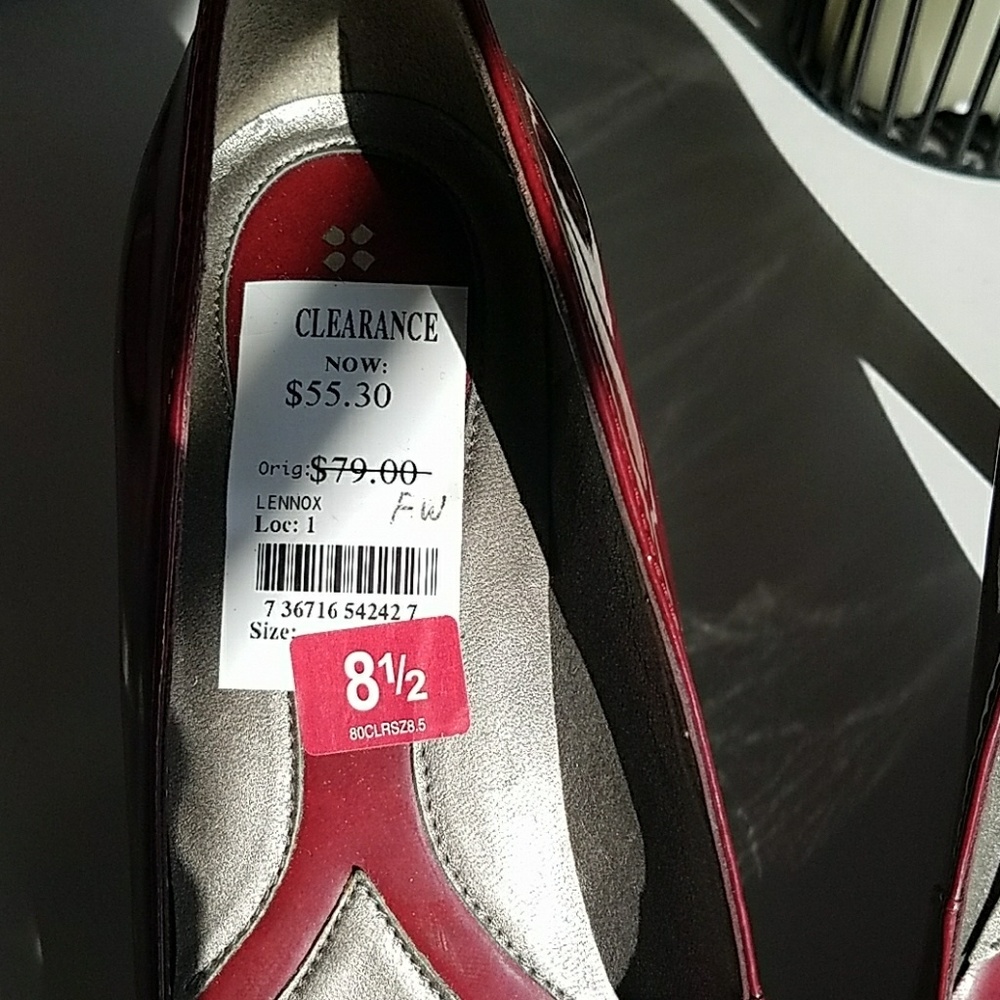 CLEARANCE
NOW:
$55.30
Orig:$79.00
LENNOX
FW
Loc: 1
7 36716 54242 7
Size:
8½
80CLRSZ8.5